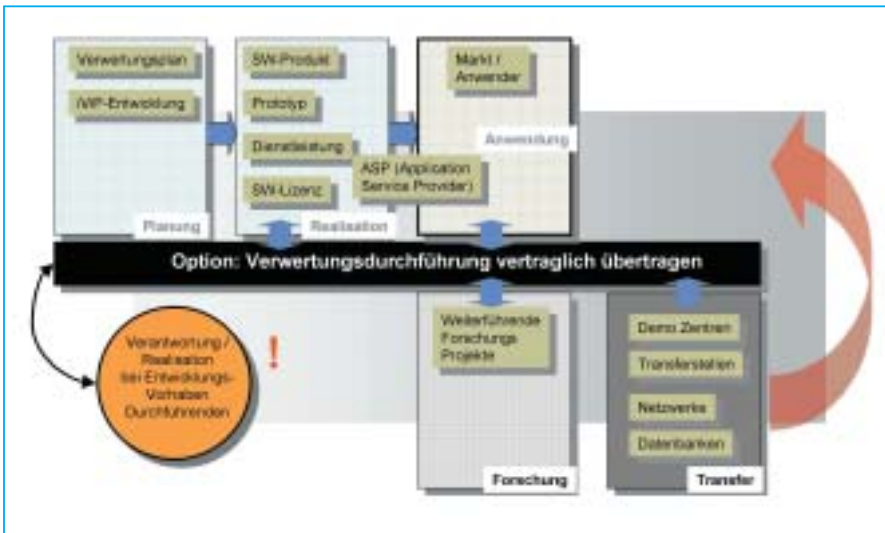 Verwertungsplan
iViP-Entwicklung
Planung
SW-Produkt
Prototyp
Dienstleistung
SW-Lizenz
Realisation
Markt /
Anwender
Anwendung
ASP (Application
Service Provider)
Option: Verwertungsdurchführung vertraglich übertragen
Verantwortung /
Realisation
bei Entwicklungs-
Vorhaben
Durchführenden
!
Weiterführende
Forschungs
Projekte
Forschung
Demo Zentren
Transferstellen
Netzwerke
Datenbanken
Transfer